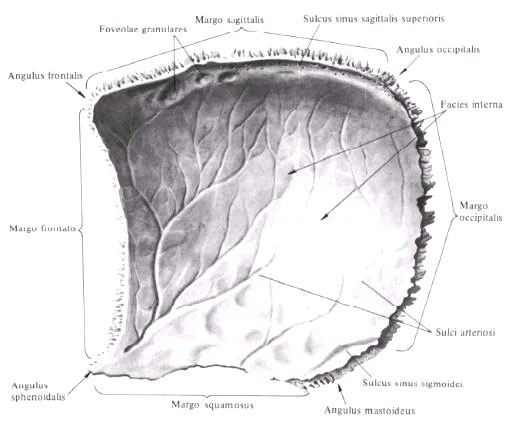 Margo sagittalis
Sulcus sinus sagittalis superioris
Foveolae granulares
Angulus occipitalis
Angulus frontalis
Facies interna
Margo
occipitalis
Margo frontalis
Sulci arteriosi
Angulus
sphenoidalis
Sulcus sinus sigmoidei
Margo squamosus
Angulus mastoideus